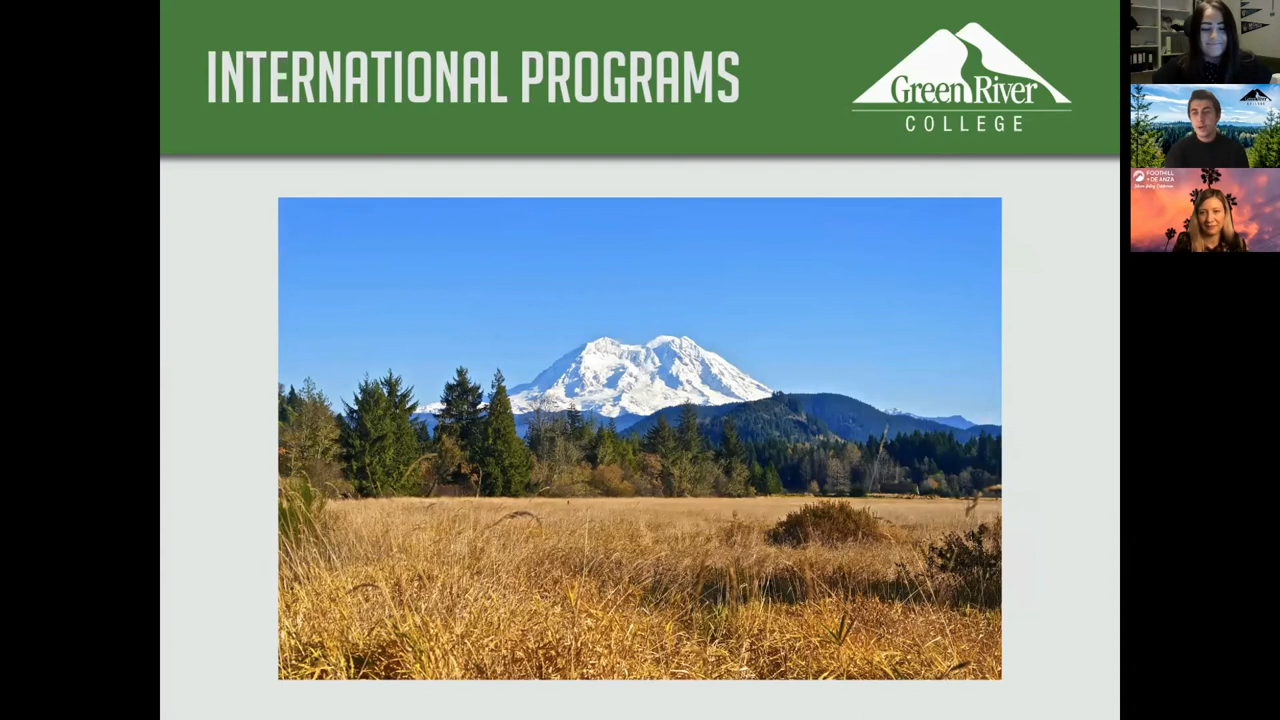 INTERNATIONAL PROGRAMS
Green River
COLLEGE
FOOTHILL
DE ANZA
Silicon Valley, California